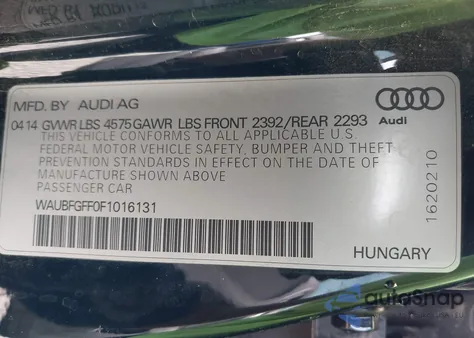 MFD. BY AUDI AG
Audi
04 14 GVWR LBS 4575 GAWR LBS FRONT 2392/REAR 2293
THIS VEHICLE CONFORMS TO ALL APPLICABLE U.S.
FEDERAL MOTOR VEHICLE SAFETY, BUMPER AND THEFT
PREVENTION STANDARDS IN EFFECT ON THE DATE OF
MANUFACTURE SHOWN ABOVE
PASSENGER CAR
WAUBFGFF0F1016131
1620210
HUNGARY
autoSnap